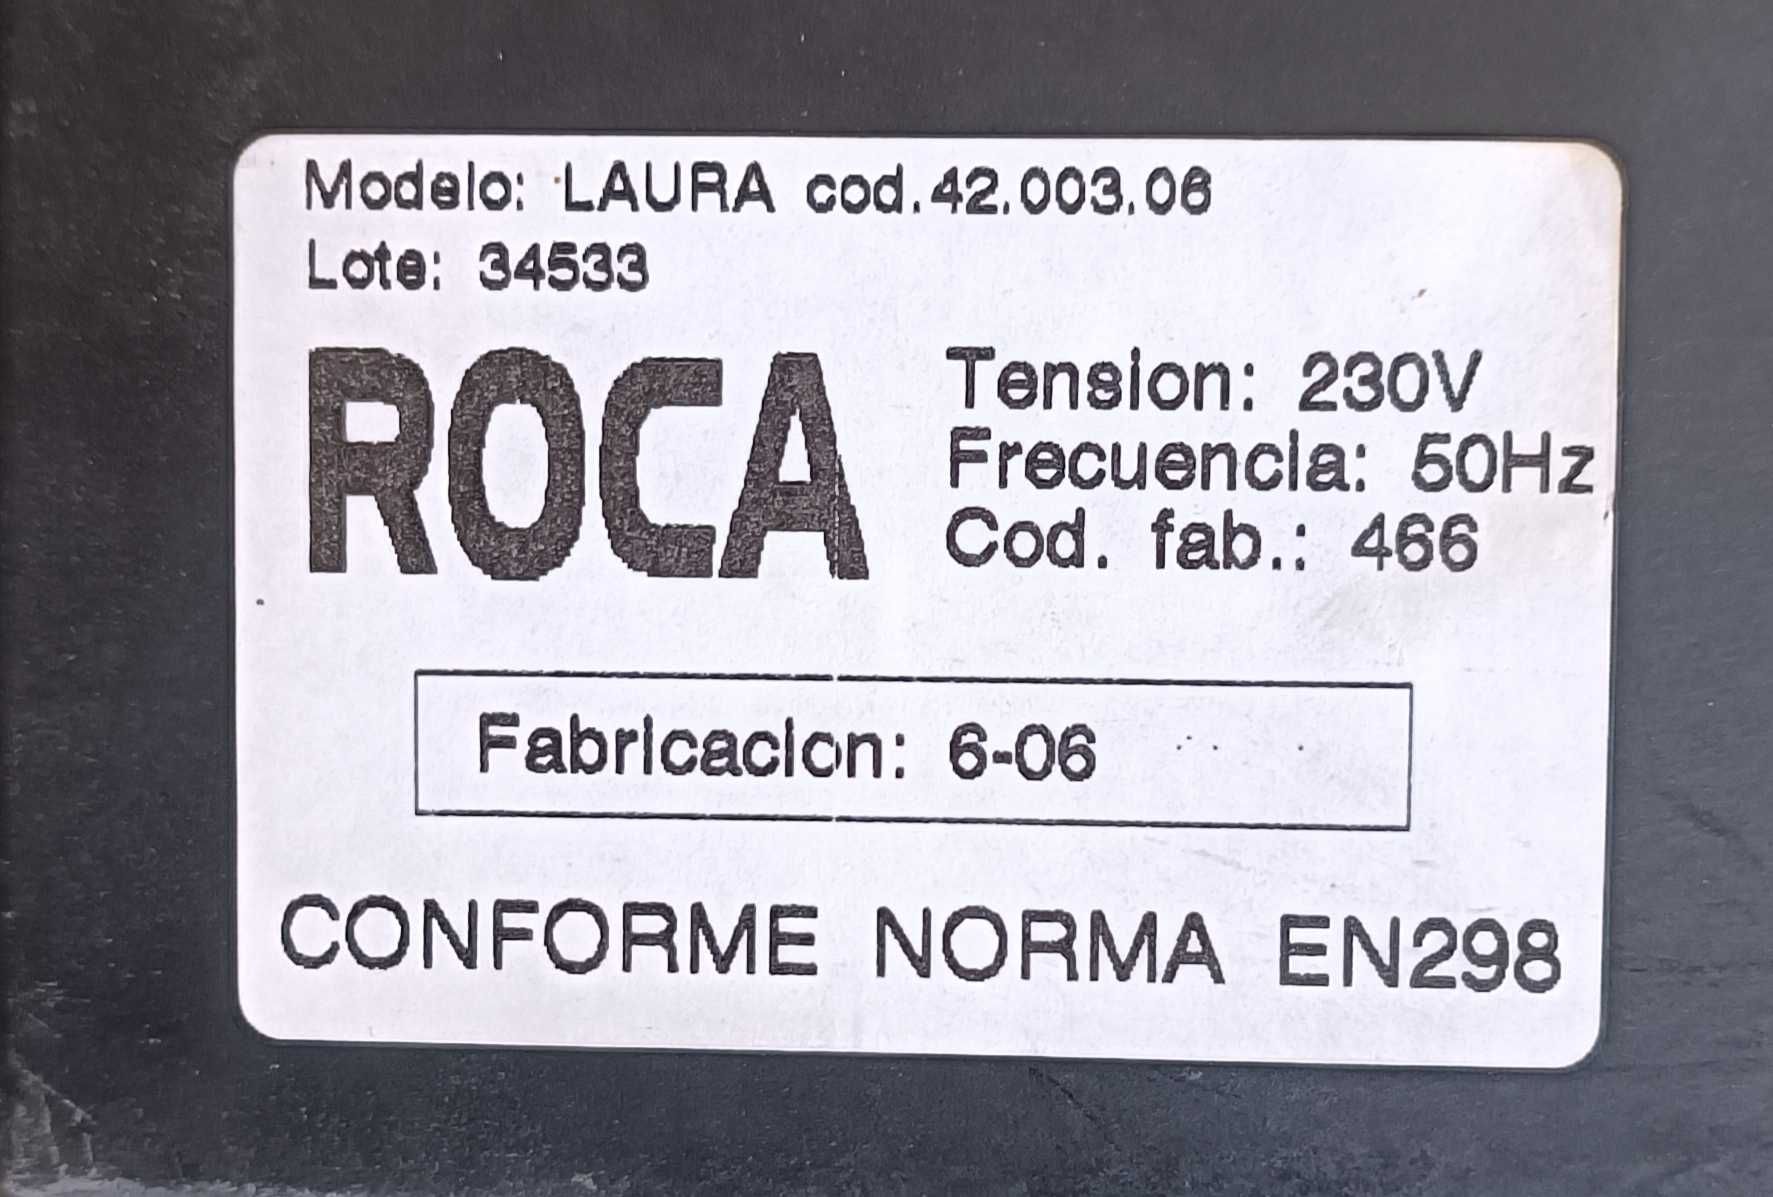 Modelo: LAURA cod.42.003.06
Lote: 34533
ROCA
Tension: 230V
Frecuencia: 50Hz
Cod. fab.: 466
Fabricacion: 6-06
CONFORME NORMA EN298